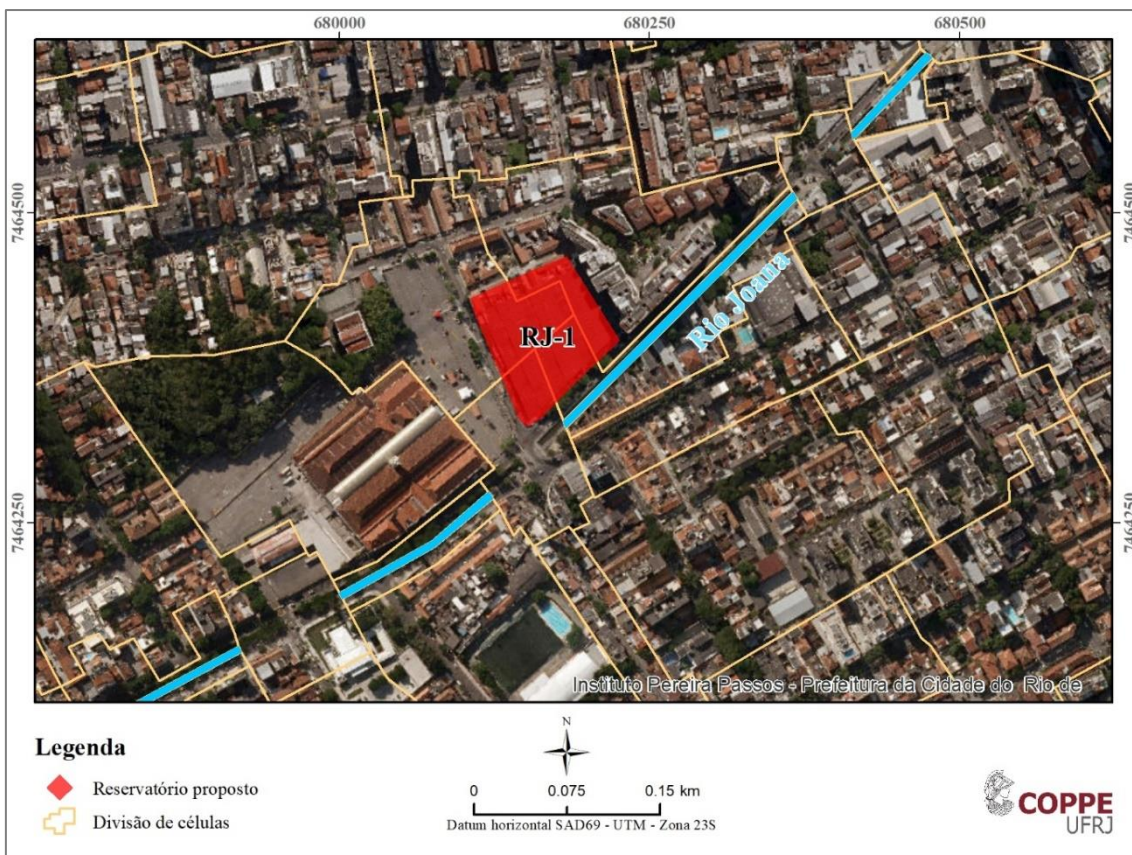 680000 680250 680500
7464500 7464500
RJ-1
Rio Joana
7464250 7464250
Instituto Pereira Passos - Prefeitura da Cidade do Rio de
Legenda
Reservatório proposto
Divisão de células
N
0 0.075 0.15 km
Datum horizontal SAD69 - UTM - Zona 23S
COPPE
UFRJ